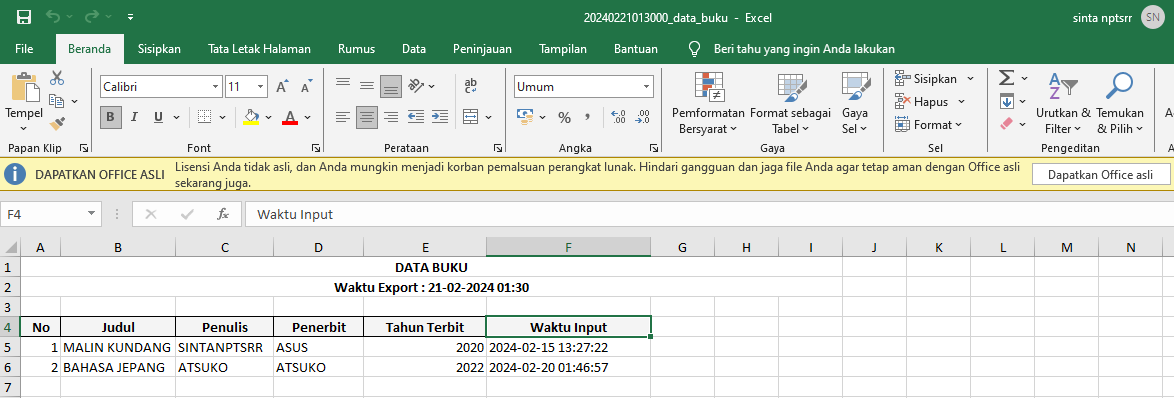 20240221013000_data_buku - Excel
sinta nptsrr SN
File Beranda Sisipkan Tata Letak Halaman Rumus Data Peninjauan Tampilan Bantuan Beri tahu yang ingin Anda lakukan
Tempel
Papan Klip
Calibri 11 A A
B I U A
Font
ab
Perataan
Umum
% , .00 .00
Angka
Pemformatan Bersyarat
Format sebagai Tabel
Gaya Sel
Gaya
Sisipkan
Hapus
Format
Sel
Urutkan & Filter
Temukan & Pilih
Pengeditan
DAPATKAN OFFICE ASLI
Lisensi Anda tidak asli, dan Anda mungkin menjadi korban pemalsuan perangkat lunak. Hindari gangguan dan jaga file Anda agar tetap aman dengan Office asli
sekarang juga.
Dapatkan Office asli
F4 fx Waktu Input
A B C D E F G H I J K L M N
1 DATA BUKU
2 Waktu Export : 21-02-2024 01:30
3
4 No Judul Penulis Penerbit Tahun Terbit Waktu Input
5 1 MALIN KUNDANG SINTANPTSRR ASUS 2020 2024-02-15 13:27:22
6 2 BAHASA JEPANG ATSUKO ATSUKO 2022 2024-02-20 01:46:57
7